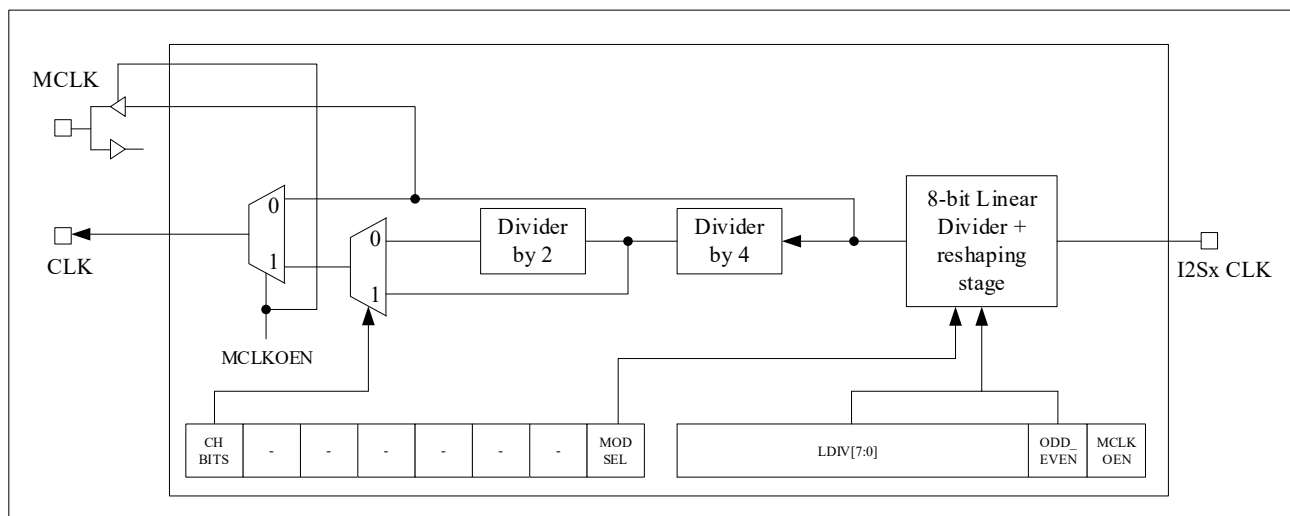 MCLK
CLK
0
1
MCLKOEN
0
1
Divider
by 2
Divider
by 4
8-bit Linear
Divider +
reshaping
stage
I2Sx CLK
CH
BITS
-
-
-
-
-
-
MOD
SEL
LDIV[7:0]
ODD_
EVEN
MCLK
OEN